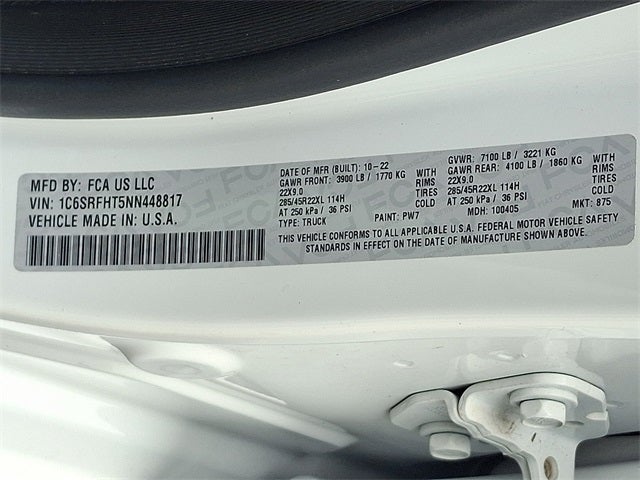 MFD BY: FCA US LLC
VIN: 1C6SRFHT5NN448817
VEHICLE MADE IN: U.S.A.
DATE OF MFR (BUILT): 10-22
GAWR FRONT: 3900 LB / 1770 KG WITH
22X9.0 RIMS
285/45R22XL 114H TIRES
AT 250 kPa / 36 PSI COLD
TYPE: TRUCK PAINT: PW7
GVWR: 7100 LB / 3221 KG
GAWR REAR: 4100 LB / 1860 KG WITH
22X9.0 RIMS
285/45R22XL 114H TIRES
AT 250 kPa / 36 PSI COLD
MDH: 100405 MKT: 875
THIS VEHICLE CONFORMS TO ALL APPLICABLE U.S.A. FEDERAL MOTOR VEHICLE SAFETY
STANDARDS IN EFFECT ON THE DATE OF MANUFACTURE SHOWN ABOVE.